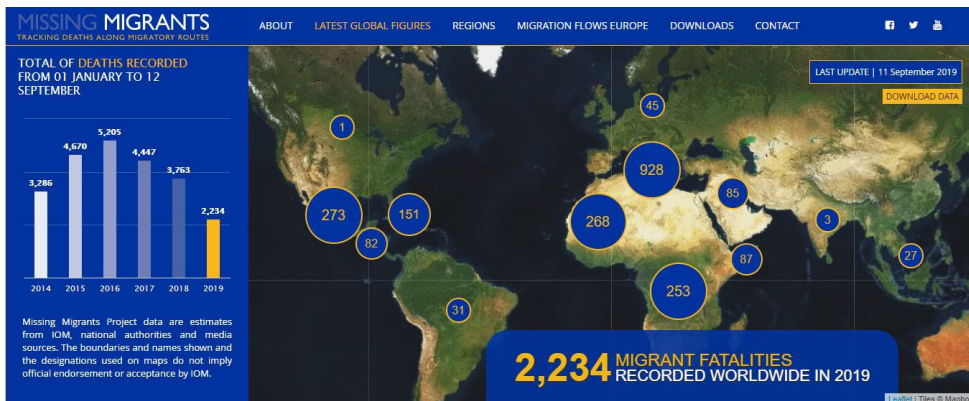 MISSING MIGRANTS
TRACKING DEATHS ALONG MIGRATORY ROUTES
ABOUT
LATEST GLOBAL FIGURES
REGIONS
MIGRATION FLOWS EUROPE
DOWNLOADS
CONTACT
TOTAL OF DEATHS RECORDED
FROM 01 JANUARY TO 12
SEPTEMBER
3,286
4,670
5,205
4,447
3,763
2,234
2014
2015
2016
2017
2018
2019
Missing Migrants Project data are estimates
from IOM, national authorities and media
sources. The boundaries and names shown and
the designations used on maps do not imply
official endorsement or acceptance by IOM.
LAST UPDATE | 11 September 2019
DOWNLOAD DATA
1
45
928
273
151
82
268
85
3
87
27
253
31
2,234 MIGRANT FATALITIES
RECORDED WORLDWIDE IN 2019
Leaflet | Tiles ©